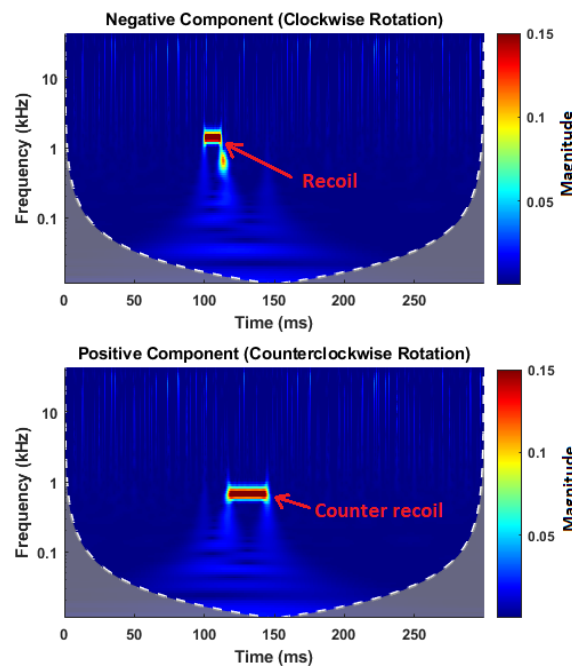 Negative Component (Clockwise Rotation)
Frequency (kHz)
10
1
0.1
Recoil
0
50
100
150
200
250
Time (ms)
0.15
0.1
0.05
Magnitude
Positive Component (Counterclockwise Rotation)
Frequency (kHz)
10
1
0.1
Counter recoil
0
50
100
150
200
250
Time (ms)
0.15
0.1
0.05
Magnitude